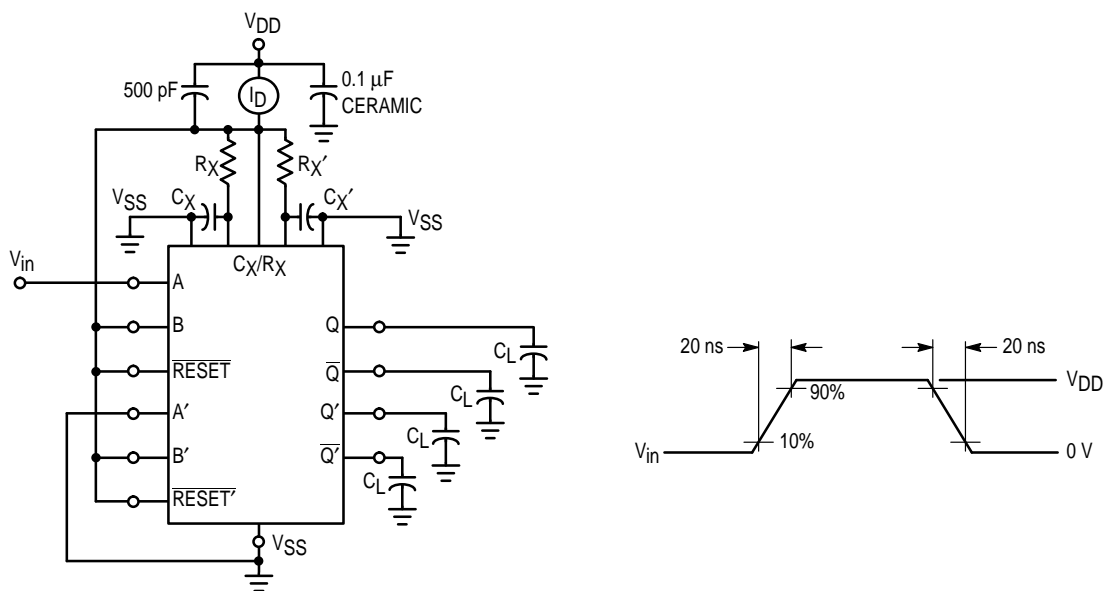 VDD
500 pF
ID
0.1 μF
CERAMIC
RX
RX′
VSS
CX
CX′
VSS
Vin
CX/RX
A
B
Q
CL
RESET
Q
CL
A′
Q′
CL
B′
Q′
CL
RESET′
VSS
20 ns
20 ns
VDD
90%
10%
Vin
0 V